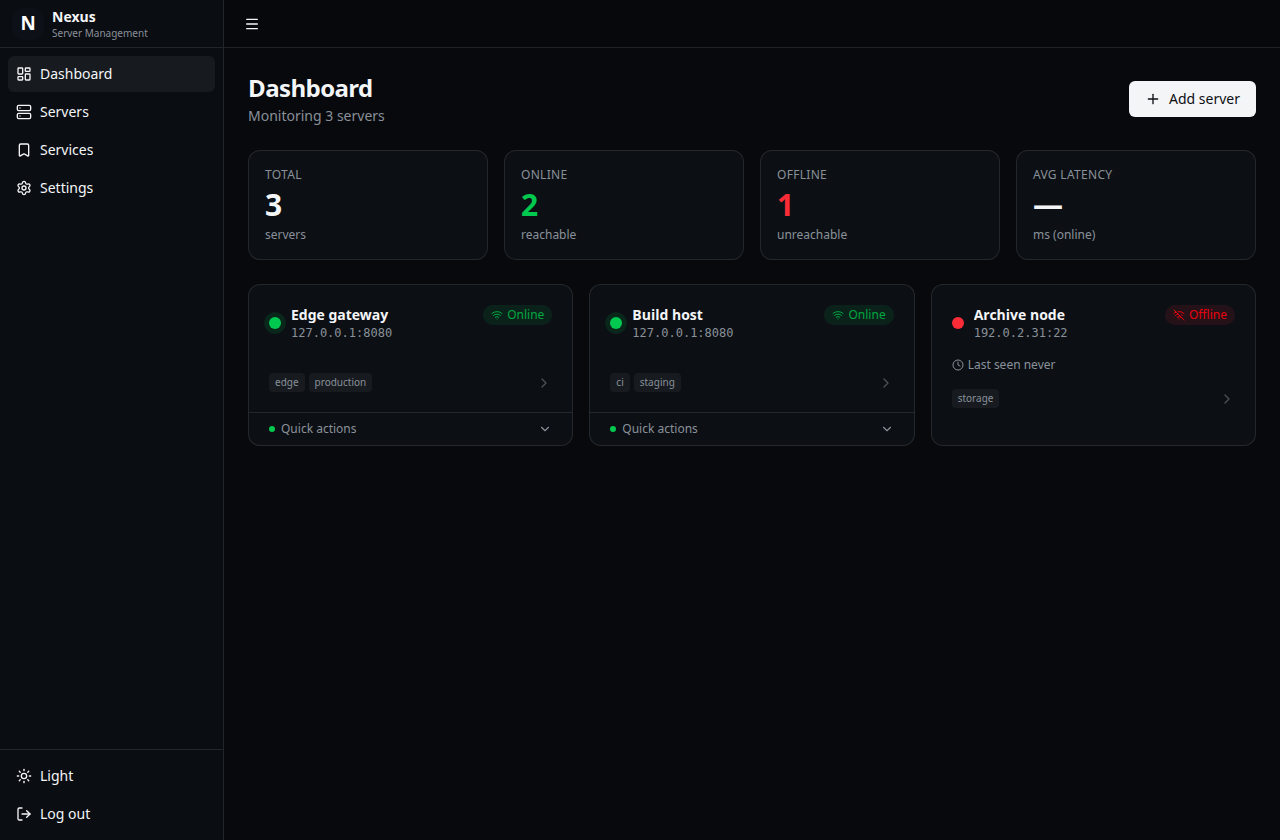 N
Nexus
Server Management
Dashboard
Servers
Services
Settings
Light
Log out
Dashboard
Monitoring 3 servers
Add server
TOTAL
3
servers
ONLINE
2
reachable
OFFLINE
1
unreachable
AVG LATENCY
—
ms (online)
Edge gateway
Online
127.0.0.1:8080
edge production
Quick actions
Build host
Online
127.0.0.1:8080
ci staging
Quick actions
Archive node
Offline
192.0.2.31:22
Last seen never
storage